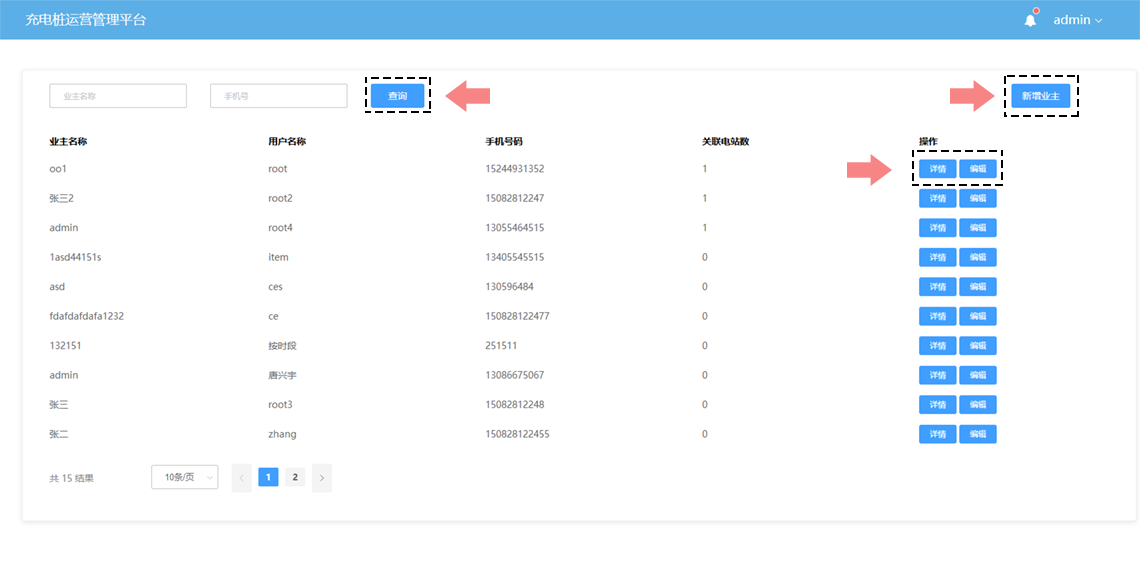 充电桩运营管理平台 admin
业主名称 手机号 查询 新增业主
业主名称 用户名称 手机号码 关联电站数 操作
oo1 root 15244931352 1 详情 编辑
张三2 root2 15082812247 1 详情 编辑
admin root4 13055464515 1 详情 编辑
1asd44151s item 13405545515 0 详情 编辑
asd ces 130596484 0 详情 编辑
fdafdafdafa1232 ce 150828122477 0 详情 编辑
132151 按时段 251511 0 详情 编辑
admin 唐兴宇 13086675067 0 详情 编辑
张三 root3 15082812248 0 详情 编辑
张二 zhang 150828122455 0 详情 编辑
共 15 结果 10条/页 1 2